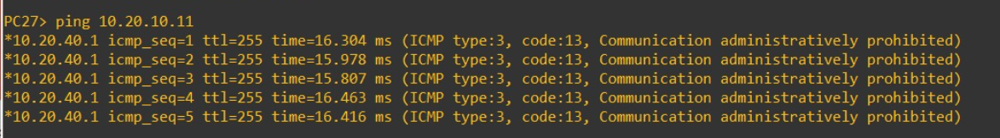 PC27> ping 10.20.10.11
*10.20.40.1 icmp_seq=1 ttl=255 time=16.304 ms (ICMP type:3, code:13, Communication administratively prohibited)
*10.20.40.1 icmp_seq=2 ttl=255 time=15.978 ms (ICMP type:3, code:13, Communication administratively prohibited)
*10.20.40.1 icmp_seq=3 ttl=255 time=15.807 ms (ICMP type:3, code:13, Communication administratively prohibited)
*10.20.40.1 icmp_seq=4 ttl=255 time=16.463 ms (ICMP type:3, code:13, Communication administratively prohibited)
*10.20.40.1 icmp_seq=5 ttl=255 time=16.416 ms (ICMP type:3, code:13, Communication administratively prohibited)